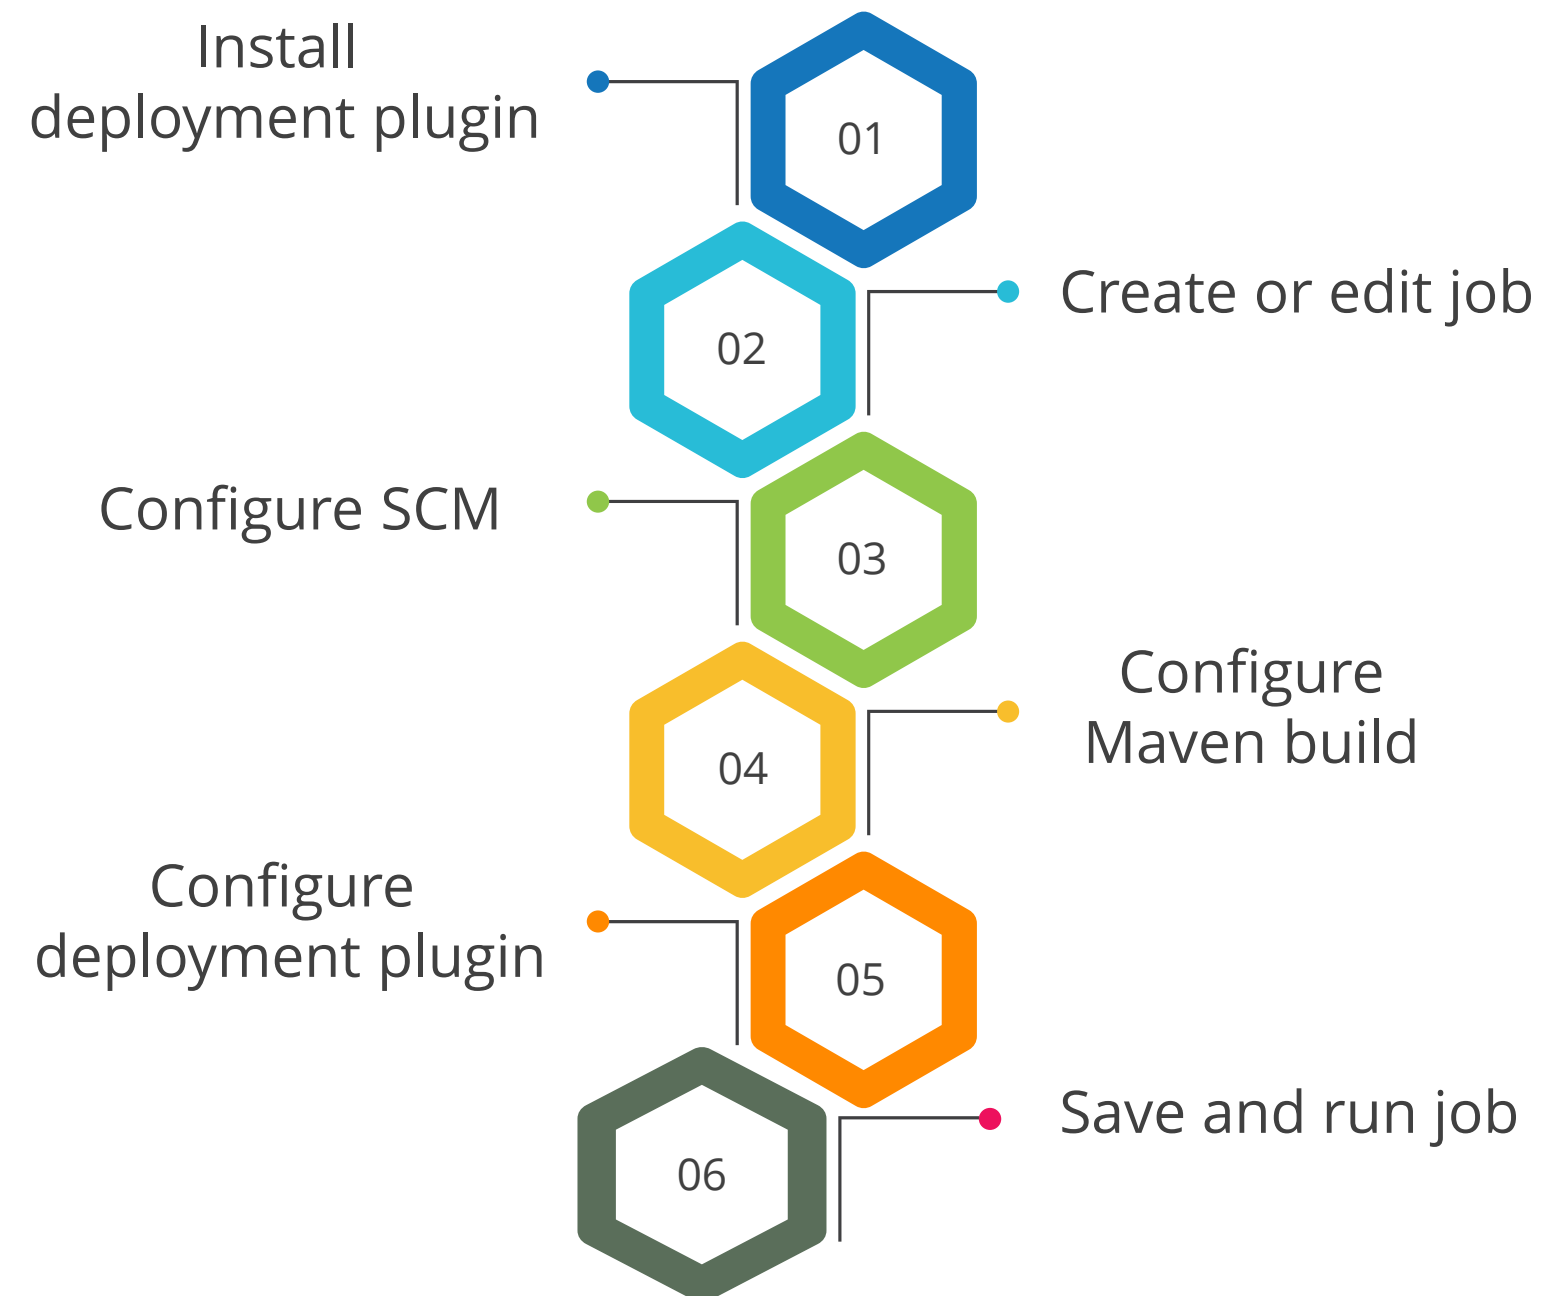 Install
deployment plugin
01
Create or edit job
02
Configure SCM
03
Configure
Maven build
04
Configure
deployment plugin
05
Save and run job
06